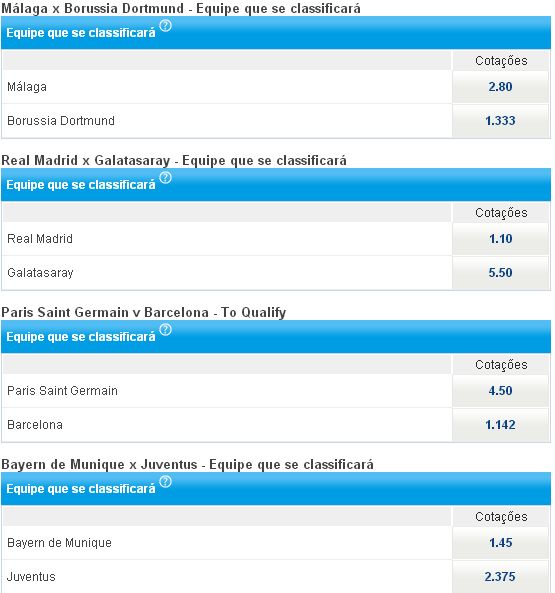 Málaga x Borussia Dortmund - Equipe que se classificará
Equipe que se classificará ?
Cotações
Málaga 2.80
Borussia Dortmund 1.333
Real Madrid x Galatasaray - Equipe que se classificará
Equipe que se classificará ?
Cotações
Real Madrid 1.10
Galatasaray 5.50
Paris Saint Germain v Barcelona - To Qualify
Equipe que se classificará ?
Cotações
Paris Saint Germain 4.50
Barcelona 1.142
Bayern de Munique x Juventus - Equipe que se classificará
Equipe que se classificará ?
Cotações
Bayern de Munique 1.45
Juventus 2.375